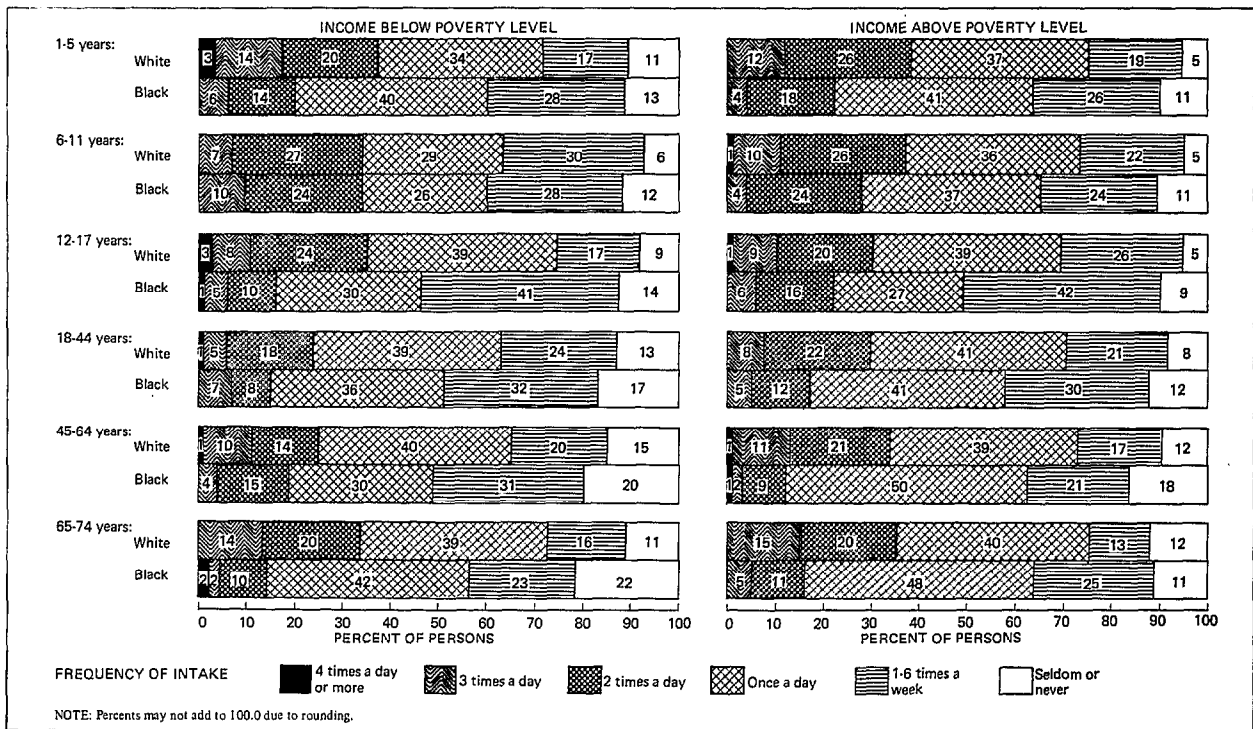 INCOME BELOW POVERTY LEVEL INCOME ABOVE POVERTY LEVEL
1-5 years:
White 3 14 20 34 17 11 12 26 37 19 5
Black 6 14 40 28 13 4 18 41 26 11
6-11 years:
White 7 27 29 30 6 1 10 26 36 22 5
Black 10 24 26 28 12 4 24 37 24 11
12-17 years:
White 3 8 24 39 17 9 1 9 20 39 26 5
Black 1 5 10 30 41 14 6 16 27 42 9
18-44 years:
White 1 5 18 39 24 13 8 22 41 21 8
Black 7 8 36 32 17 5 12 41 30 12
45-64 years:
White 1 10 14 40 20 15 1 11 21 39 17 12
Black 4 15 30 31 20 1 2 9 50 21 18
65-74 years:
White 14 20 39 16 11 15 20 40 13 12
Black 2 2 10 42 23 22 5 11 48 25 11
0 10 20 30 40 50 60 70 80 90 100 0 10 20 30 40 50 60 70 80 90 100
PERCENT OF PERSONS PERCENT OF PERSONS
FREQUENCY OF INTAKE 4 times a day or more 3 times a day 2 times a day Once a day 1-6 times a week Seldom or never
NOTE: Percents may not add to 100.0 due to rounding.